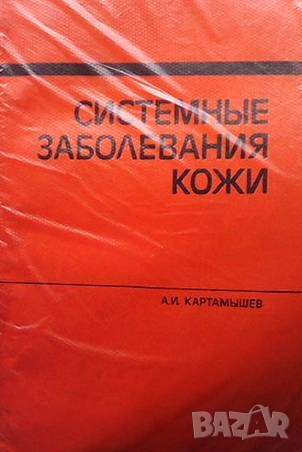 СИСТЕМНЫЕ
ЗАБОЛЕВАНИЯ
КОЖИ
А.И. КАРТАМЫШЕВ
BAZAR
bg